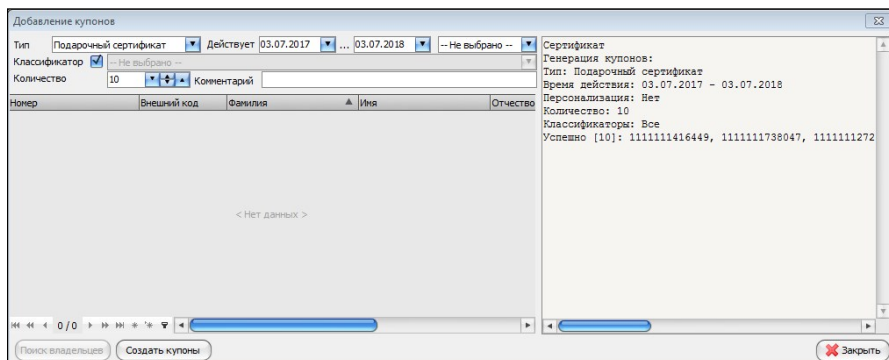 Добавление купонов
Тип Подарочный сертификат Действует 03.07.2017 ... 03.07.2018 -- Не выбрано --
Классификатор -- Не выбрано --
Количество 10 Комментарий
Номер Внешний код Фамилия Имя Отчество
< Нет данных >
0 / 0
Поиск владельцев Создать купоны
Сертификат
Генерация купонов:
Тип: Подарочный сертификат
Время действия: 03.07.2017 - 03.07.2018
Персонализация: Нет
Количество: 10
Классификаторы: Все
Успешно [10]: 1111111416449, 1111111738047, 1111111272
Закрыть